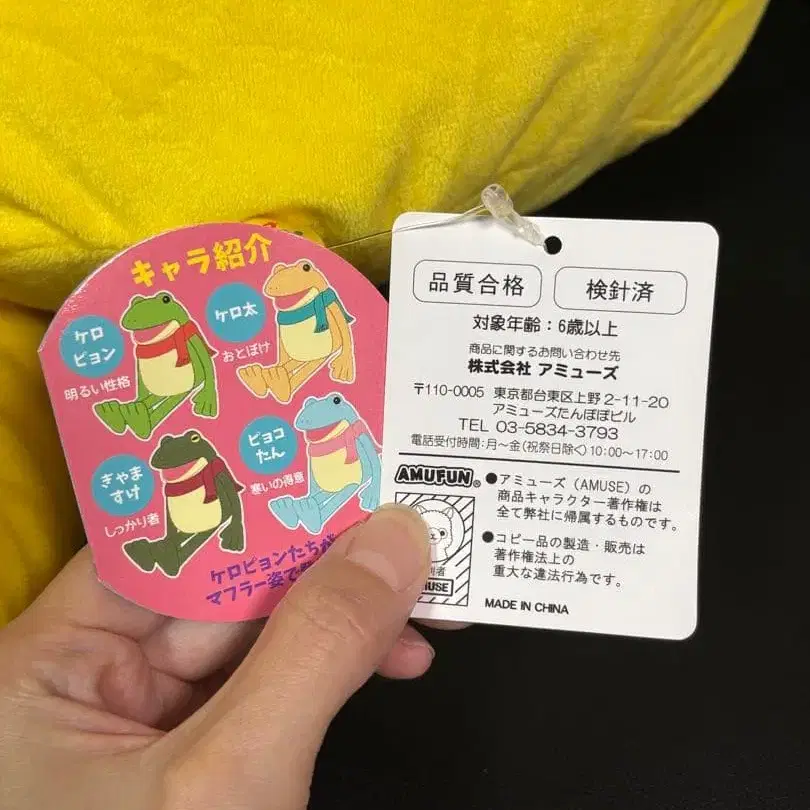 キャラ紹介
ケロ
ピョン
明るい性格
ケロ太
おとぼけ
ぎゃま
すけ
しっかり者
ピョコ
たん
寒いの得意
ケロピョンたちが
マフラー姿で
品質合格
検針済
対象年齢：6歳以上
商品に関するお問い合わせ先
株式会社 アミューズ
〒110-0005 東京都台東区上野2-11-20
アミューズたんぽぽビル
TEL 03-5834-3793
電話受付時間：月～金(祝祭日除く)10:00～17:00
AMUFUN®
●アミューズ（AMUSE）の
商品キャラクター著作権は
全て弊社に帰属するものです。
●コピー品の製造・販売は
著作権法上の
重大な違法行為です。
MADE IN CHINA